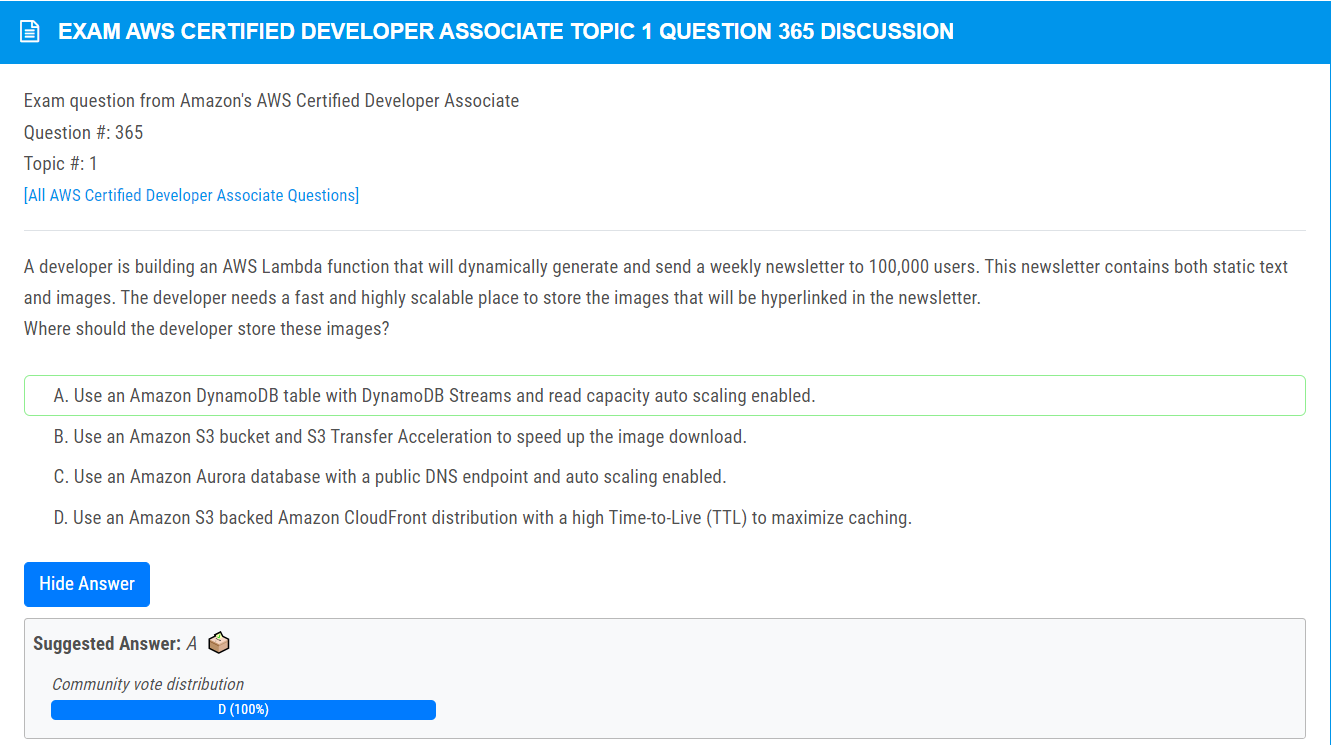 EXAM AWS CERTIFIED DEVELOPER ASSOCIATE TOPIC 1 QUESTION 365 DISCUSSION
Exam question from Amazon's AWS Certified Developer Associate
Question #: 365
Topic #: 1
[All AWS Certified Developer Associate Questions]
A developer is building an AWS Lambda function that will dynamically generate and send a weekly newsletter to 100,000 users. This newsletter contains both static text
and images. The developer needs a fast and highly scalable place to store the images that will be hyperlinked in the newsletter.
Where should the developer store these images?
A. Use an Amazon DynamoDB table with DynamoDB Streams and read capacity auto scaling enabled.
B. Use an Amazon S3 bucket and S3 Transfer Acceleration to speed up the image download.
C. Use an Amazon Aurora database with a public DNS endpoint and auto scaling enabled.
D. Use an Amazon S3 backed Amazon CloudFront distribution with a high Time-to-Live (TTL) to maximize caching.
Hide Answer
Suggested Answer: A
Community vote distribution
D (100%)